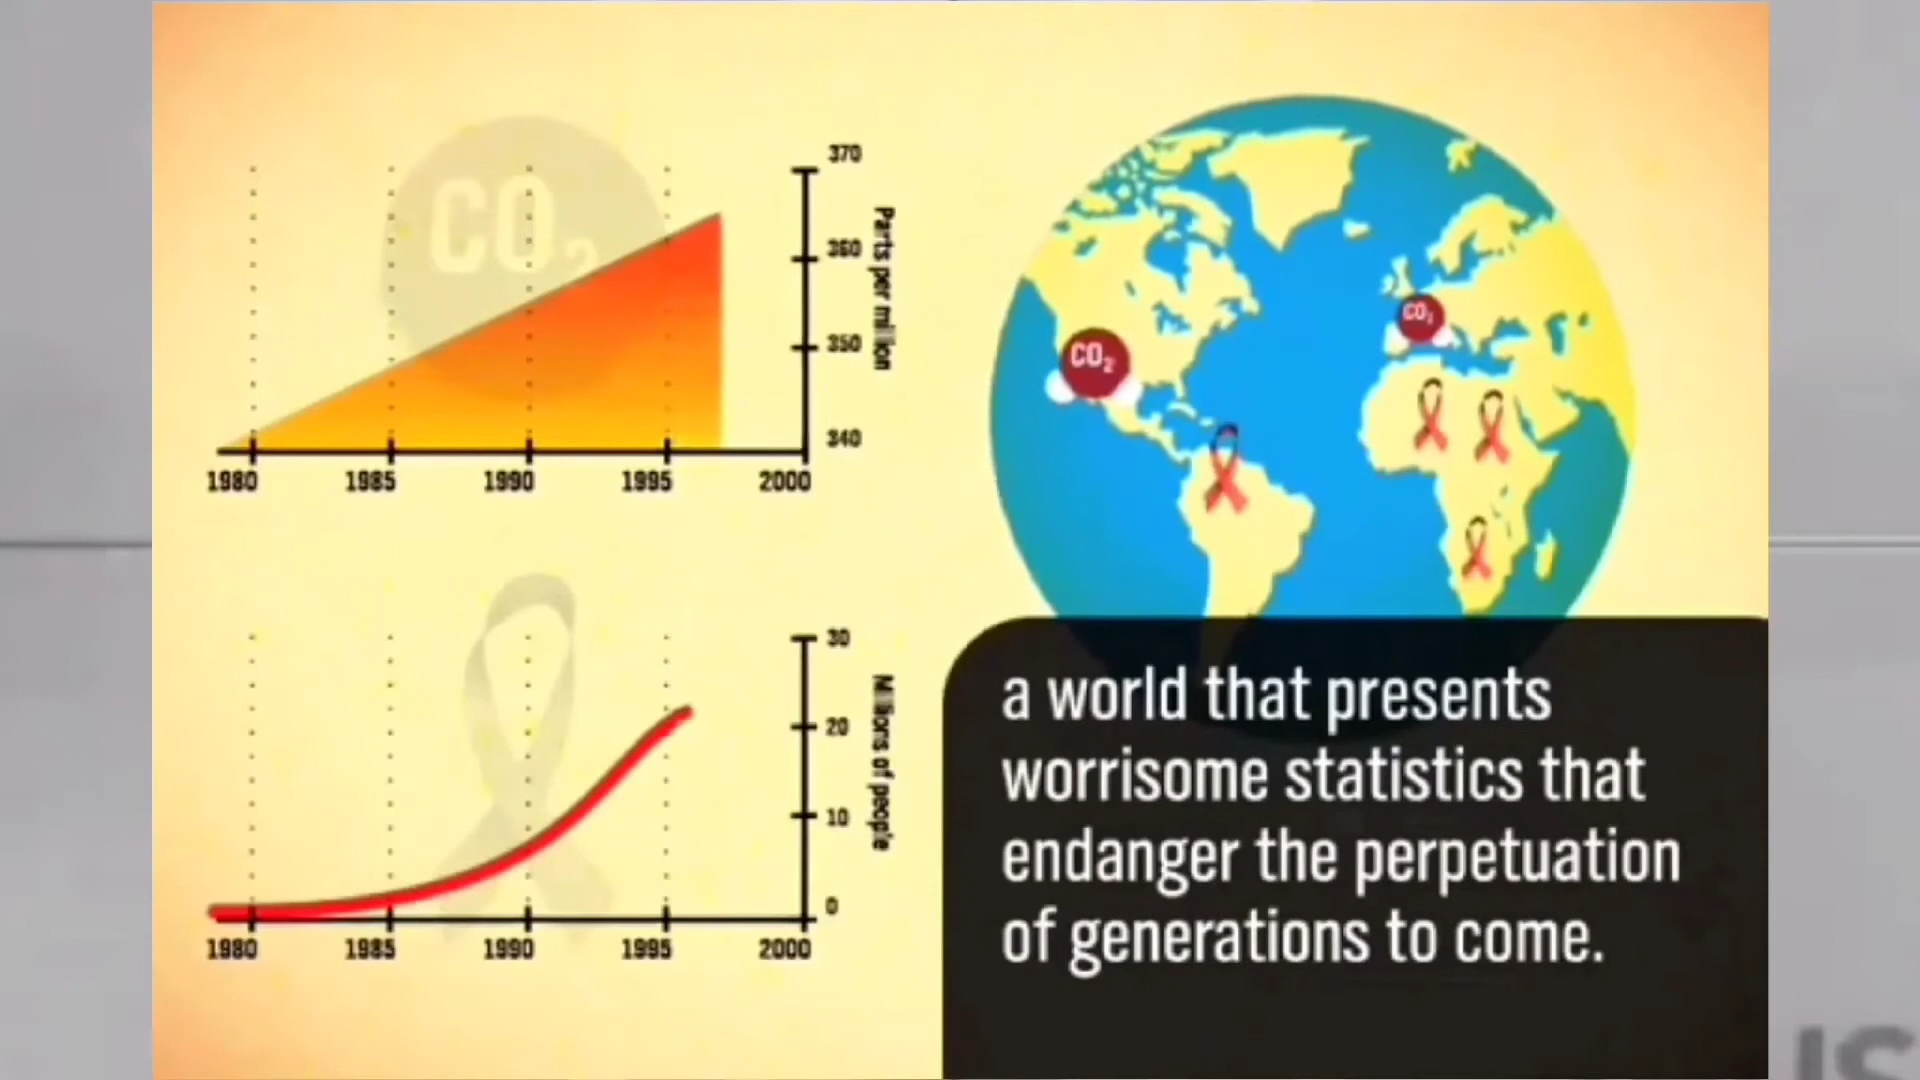 CO2
370
360
350
340
Parts per million
1980 1985 1990 1995 2000
CO2
CO2
30
20
10
0
Millions of people
1980 1985 1990 1995 2000
a world that presents
worrisome statistics that
endanger the perpetuation
of generations to come.
IS